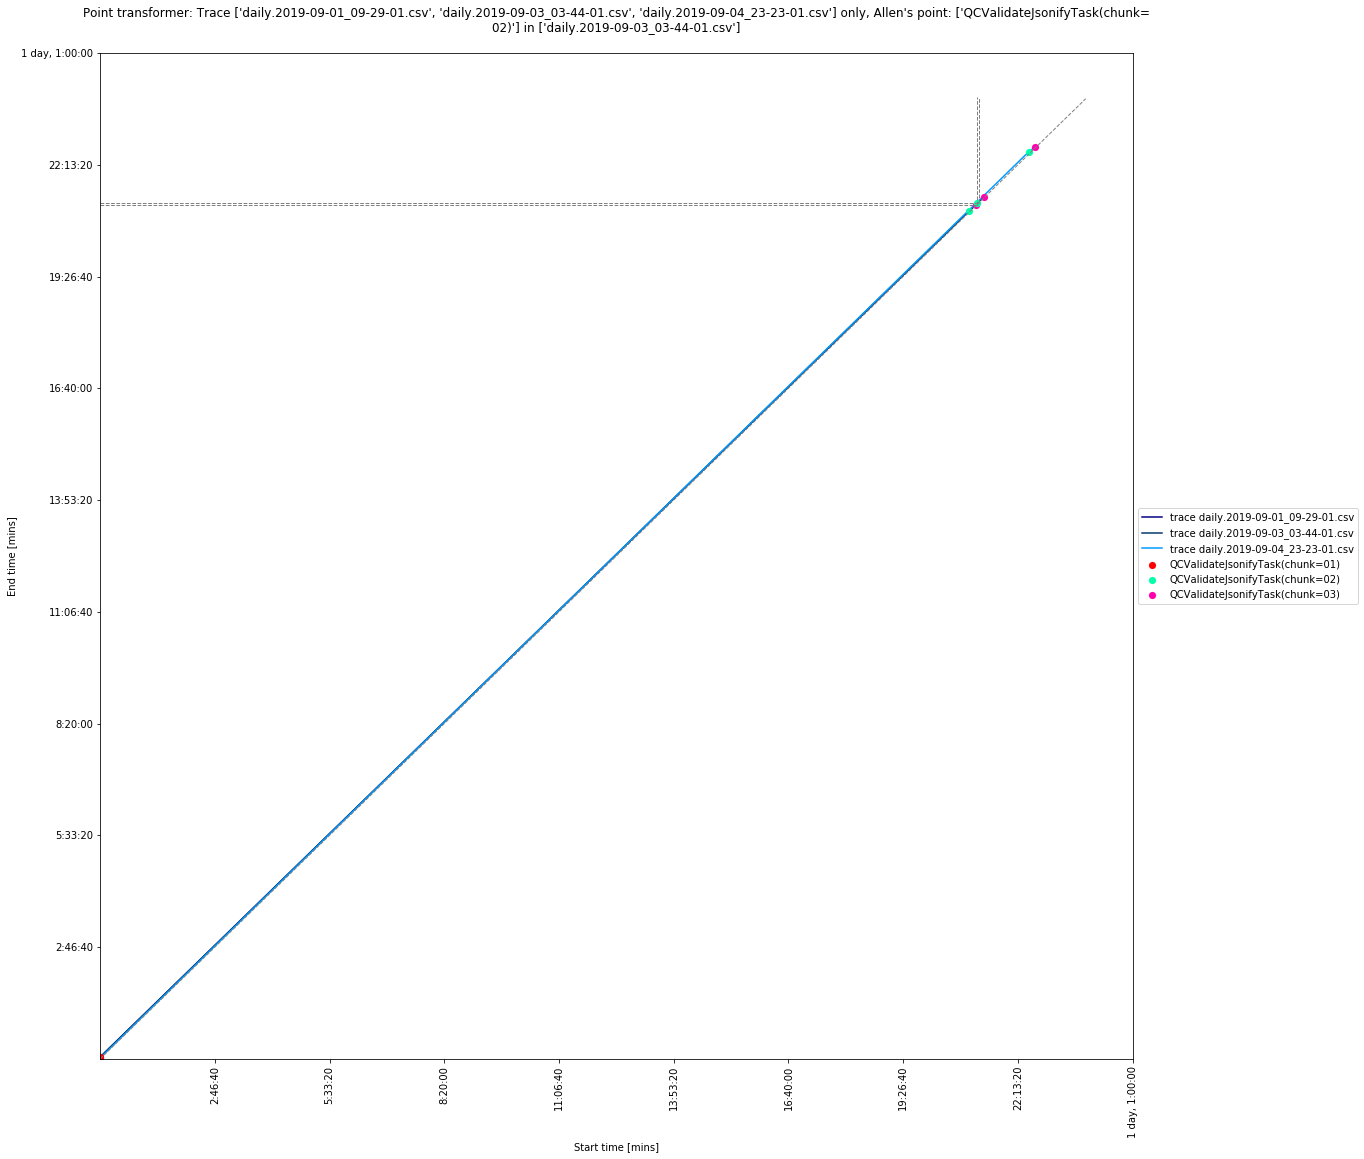 Point transformer: Trace ['daily.2019-09-01_09-29-01.csv', 'daily.2019-09-03_03-44-01.csv', 'daily.2019-09-04_23-23-01.csv'] only, Allen's point: ['QCValidateJsonifyTask(chunk=
02)'] in ['daily.2019-09-03_03-44-01.csv']
1 day, 1:00:00
22:13:20
19:26:40
16:40:00
13:53:20
11:06:40
8:20:00
5:33:20
2:46:40
End time [mins]
trace daily.2019-09-01_09-29-01.csv
trace daily.2019-09-03_03-44-01.csv
trace daily.2019-09-04_23-23-01.csv
QCValidateJsonifyTask(chunk=01)
QCValidateJsonifyTask(chunk=02)
QCValidateJsonifyTask(chunk=03)
2:46:40
5:33:20
8:20:00
11:06:40
13:53:20
16:40:00
19:26:40
22:13:20
1 day, 1:00:00
Start time [mins]